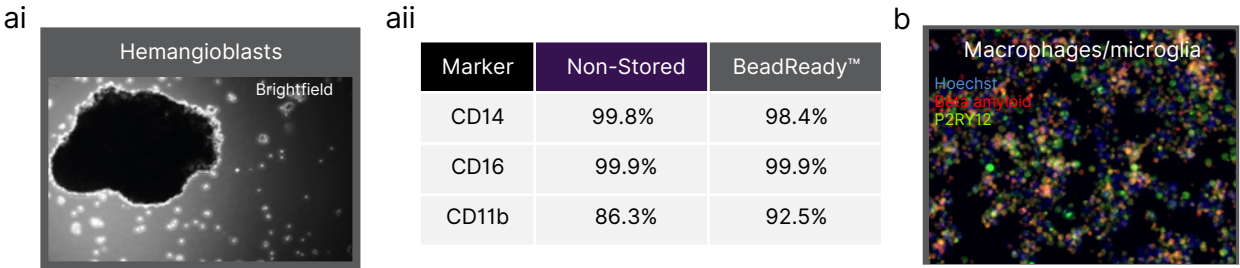 ai
Hemangioblasts
Brightfield
aii
Marker Non-Stored BeadReady™
CD14 99.8% 98.4%
CD16 99.9% 99.9%
CD11b 86.3% 92.5%
b
Macrophages/microglia
Hoechst
Beta amyloid
P2RY12